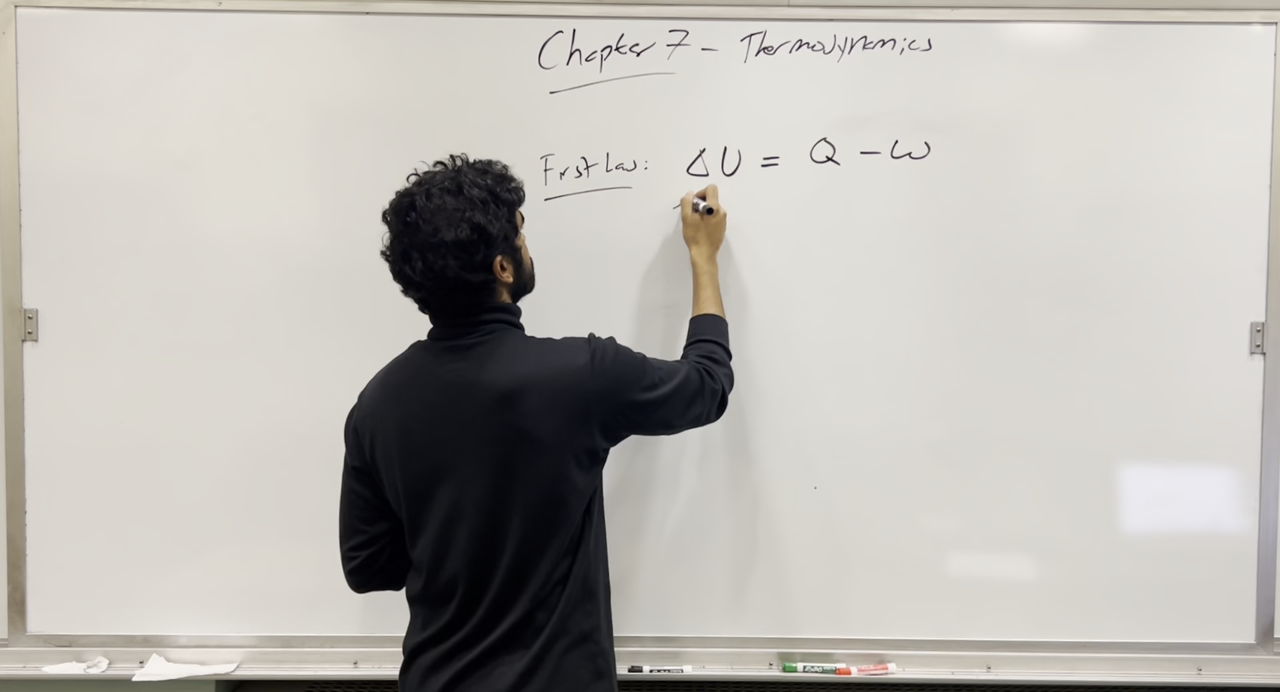 Chapter 7 - Thermodynamics
First Law: ΔU = Q - W